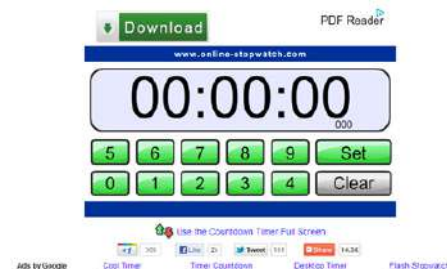 Download
PDF Reader
www.online-stopwatch.com
00:00:00
000
5 6 7 8 9 Set
0 1 2 3 4 Clear
Use the Countdown Timer Full Screen
Like Tweet Share
Ads by Google Cool Timer Timer Countdown Desktop Timer Flash Stopwatch